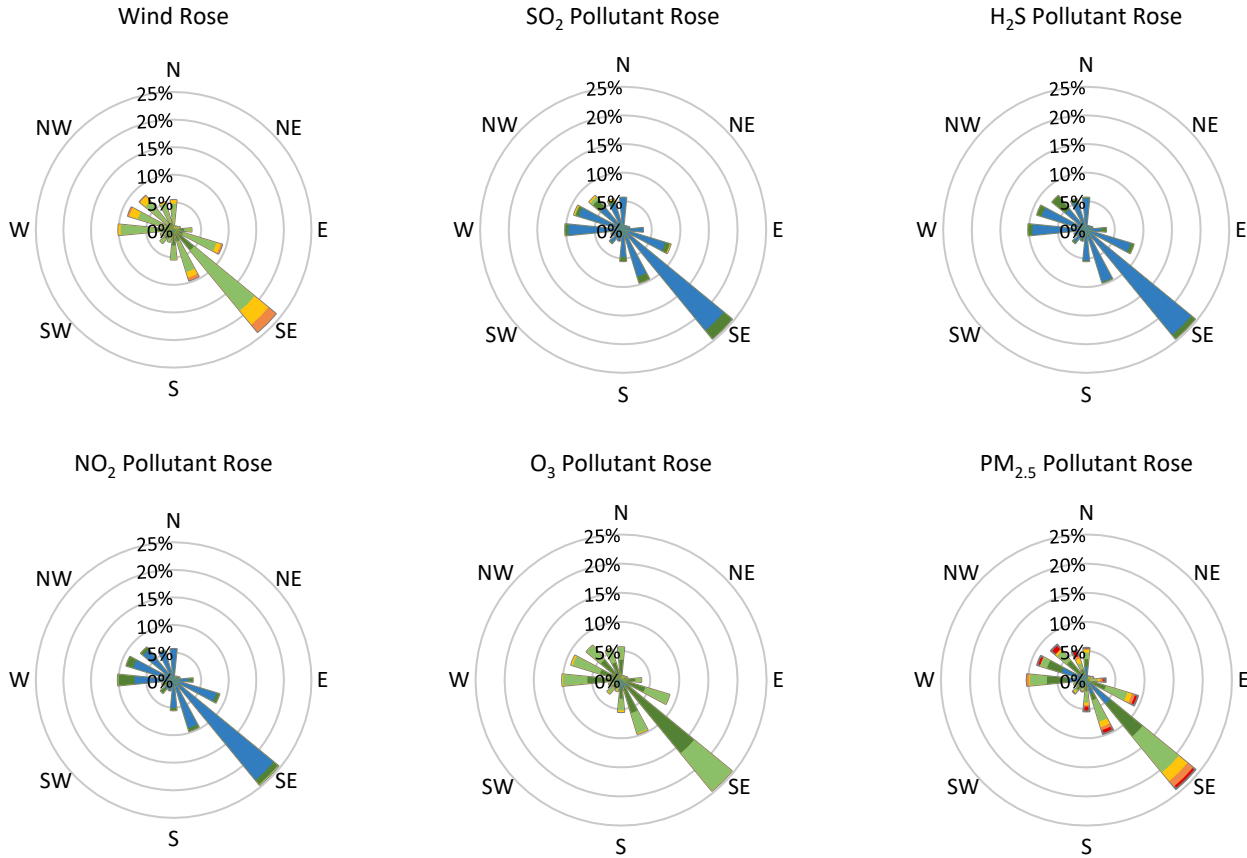 Wind Rose
N
25%
20%
15%
10%
5%
0%
NW
NE
W
E
SW
SE
S
SO2 Pollutant Rose
N
25%
20%
15%
10%
5%
0%
NW
NE
W
E
SW
SE
S
H2S Pollutant Rose
N
25%
20%
15%
10%
5%
0%
NW
NE
W
E
SW
SE
S
NO2 Pollutant Rose
N
25%
20%
15%
10%
5%
0%
NW
NE
W
E
SW
SE
S
O3 Pollutant Rose
N
25%
20%
15%
10%
5%
0%
NW
NE
W
E
SW
SE
S
PM2.5 Pollutant Rose
N
25%
20%
15%
10%
5%
0%
NW
NE
W
E
SW
SE
S